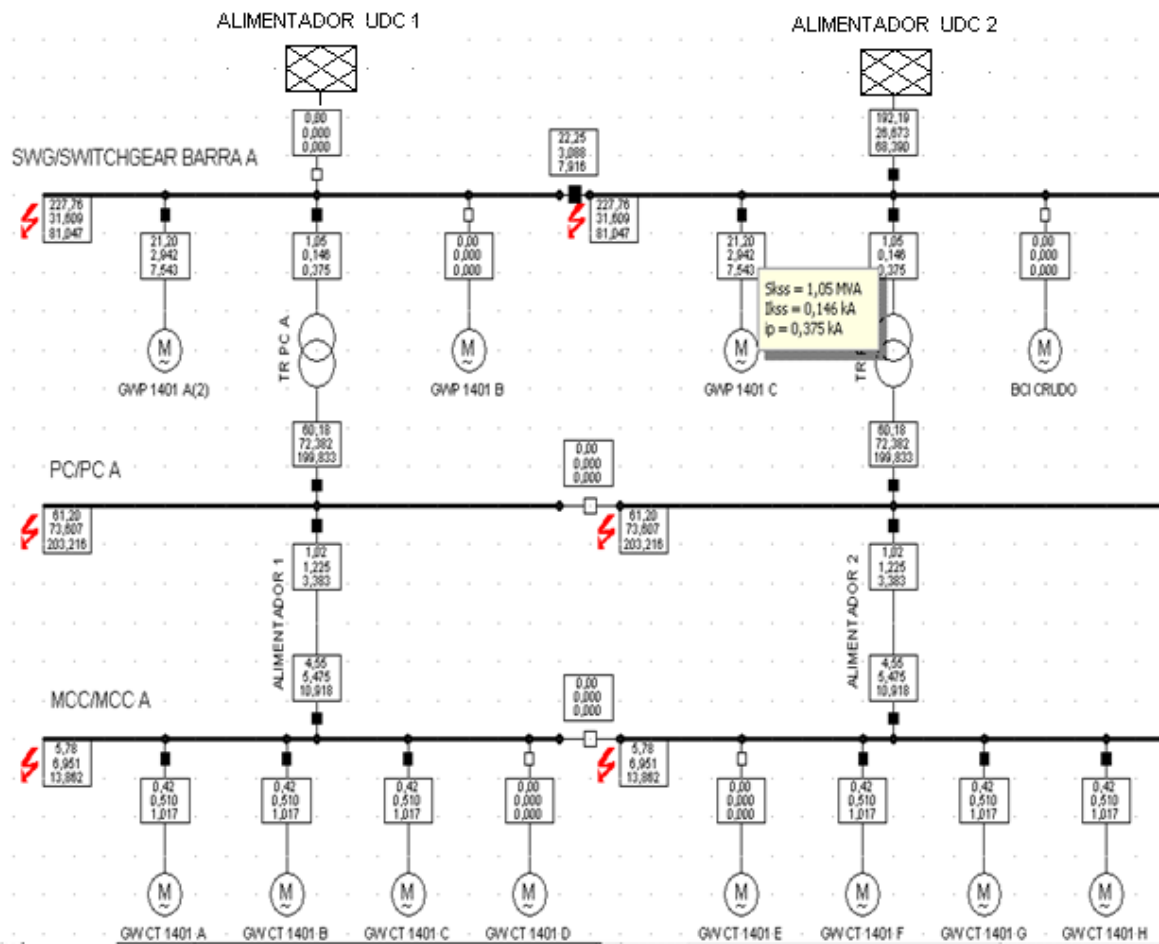 ALIMENTADOR UDC 1
ALIMENTADOR UDC 2
0,00
0,000
0,000
22,25
3,088
7,916
192,19
26,673
68,390
SWG/SWITCHGEAR BARRA A
227,76
31,609
81,047
21,20
2,942
7,543
1,05
0,146
0,375
0,00
0,000
0,000
227,76
31,609
81,047
21,20
2,942
7,543
1,05
0,146
0,375
0,00
0,000
0,000
Skss = 1,05 MVA
Ikss = 0,146 kA
ip = 0,375 kA
M
~
GWP 1401 A(2)
TR PC A
M
~
GWP 1401 B
M
~
GWP 1401 C
TR
M
~
BCI CRUDO
60,18
72,382
199,833
0,00
0,000
0,000
60,18
72,382
199,833
PC/PC A
61,20
73,607
203,216
61,20
73,607
203,216
1,02
1,225
3,383
1,02
1,225
3,383
ALIMENTADOR 1
ALIMENTADOR 2
4,55
5,475
10,918
0,00
0,000
0,000
4,55
5,475
10,918
MCC/MCC A
5,78
6,951
13,862
5,78
6,951
13,862
0,42
0,510
1,017
0,42
0,510
1,017
0,42
0,510
1,017
0,00
0,000
0,000
0,00
0,000
0,000
0,42
0,510
1,017
0,42
0,510
1,017
0,42
0,510
1,017
M
~
GW CT 1401 A
M
~
GW CT 1401 B
M
~
GW CT 1401 C
M
~
GW CT 1401 D
M
~
GW CT 1401 E
M
~
GW CT 1401 F
M
~
GW CT 1401 G
M
~
GW CT 1401 H